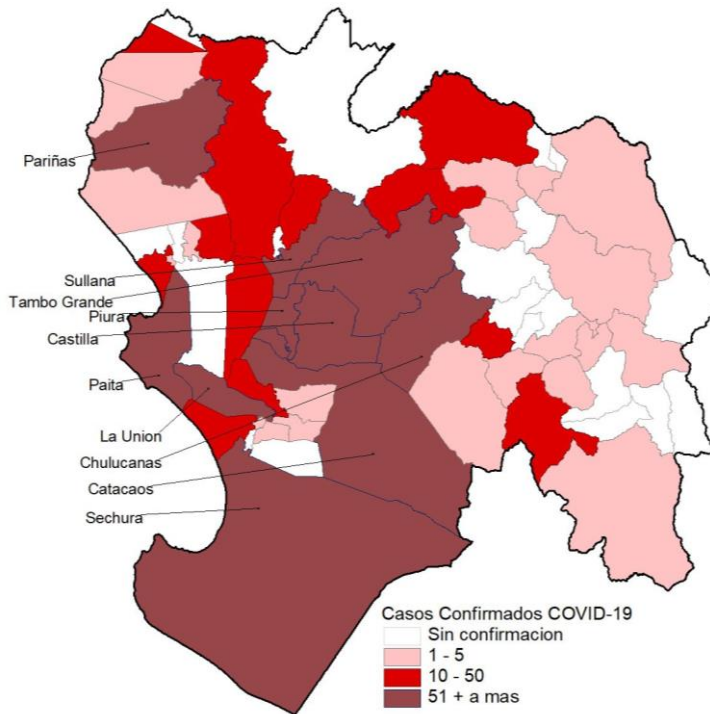 Pariñas
Sullana
Tambo Grande
Piura
Castilla
Paita
La Union
Chulucanas
Catacaos
Sechura
Casos Confirmados COVID-19
Sin confirmacion
1 - 5
10 - 50
51 + a mas